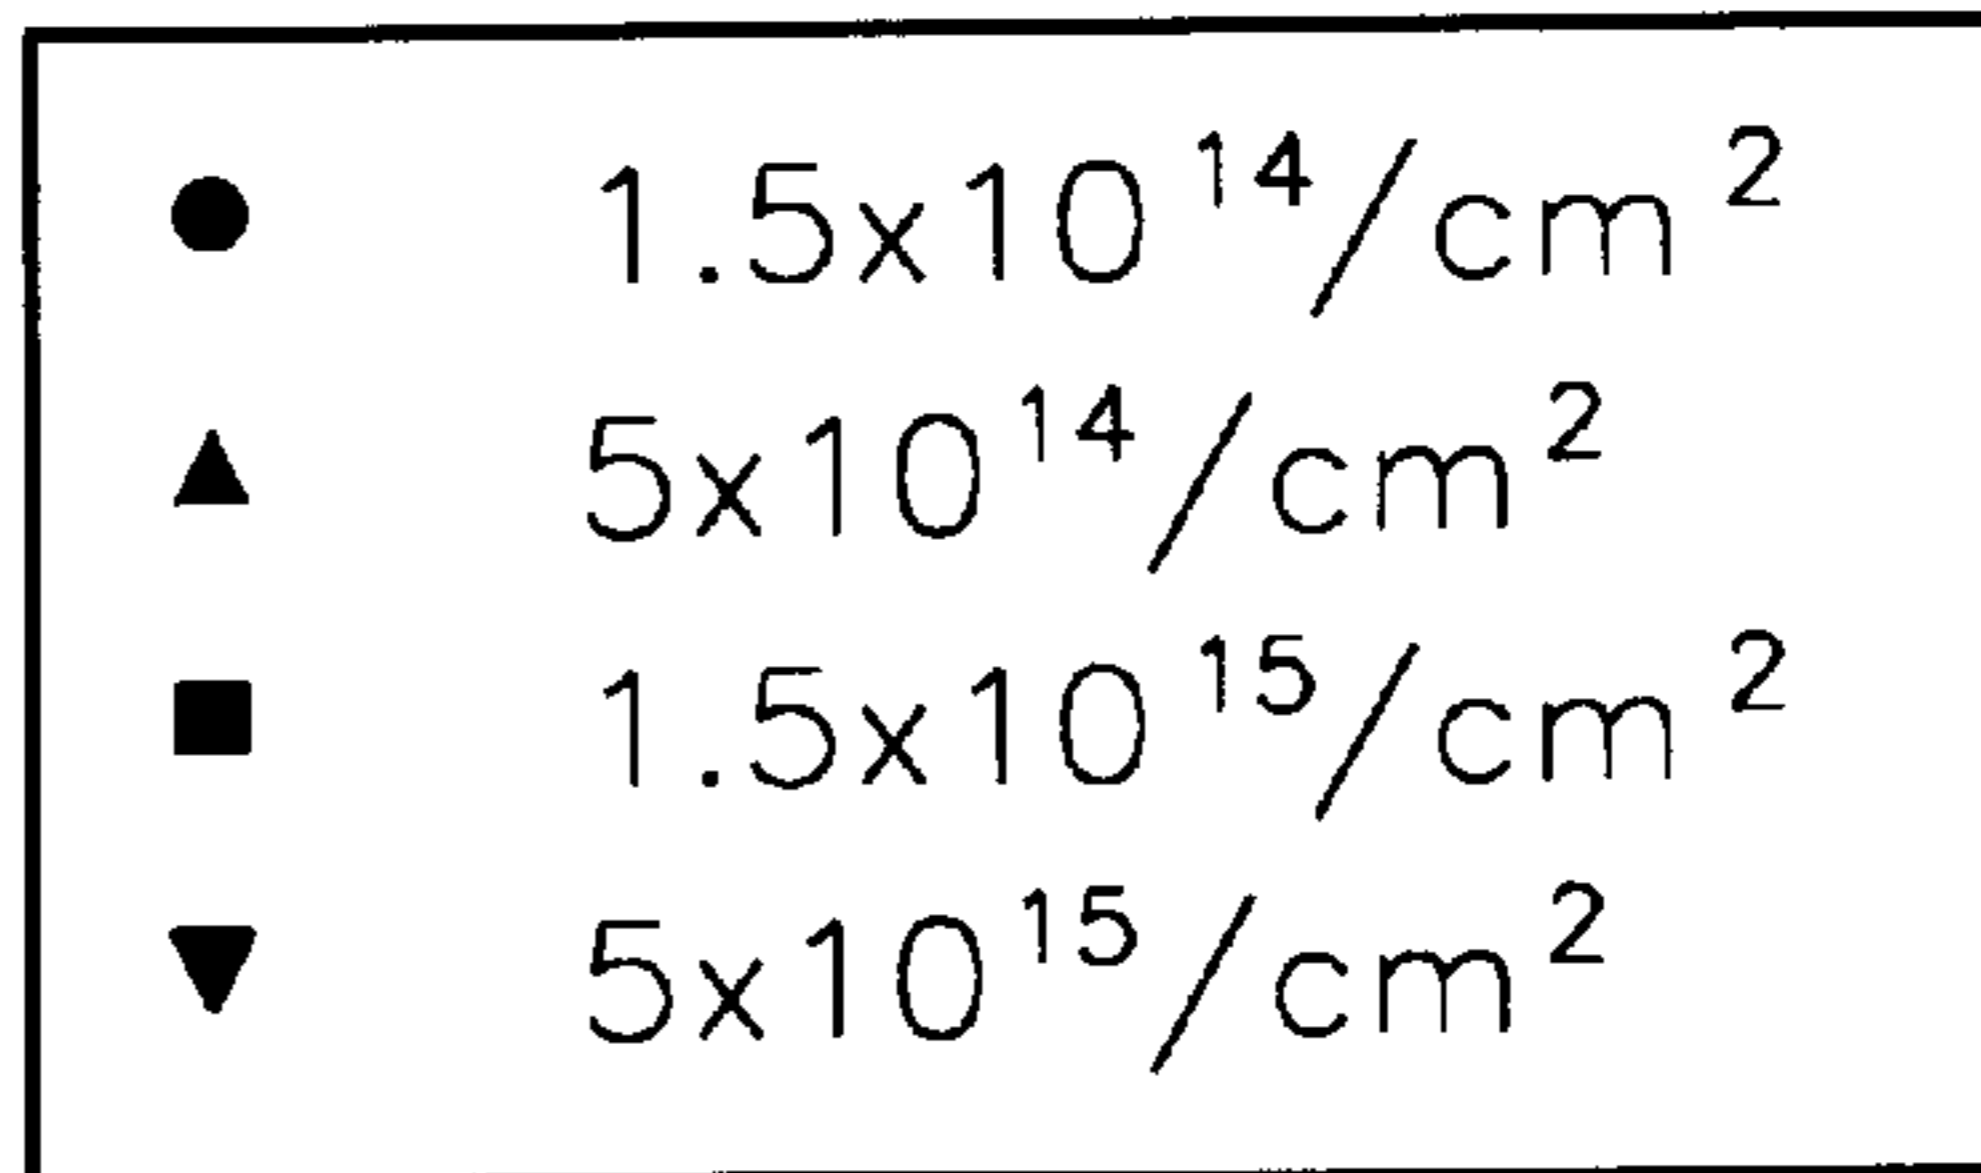 ● 1.5x10¹⁴/cm²
▲ 5x10¹⁴/cm²
■ 1.5x10¹⁵/cm²
▼ 5x10¹⁵/cm²